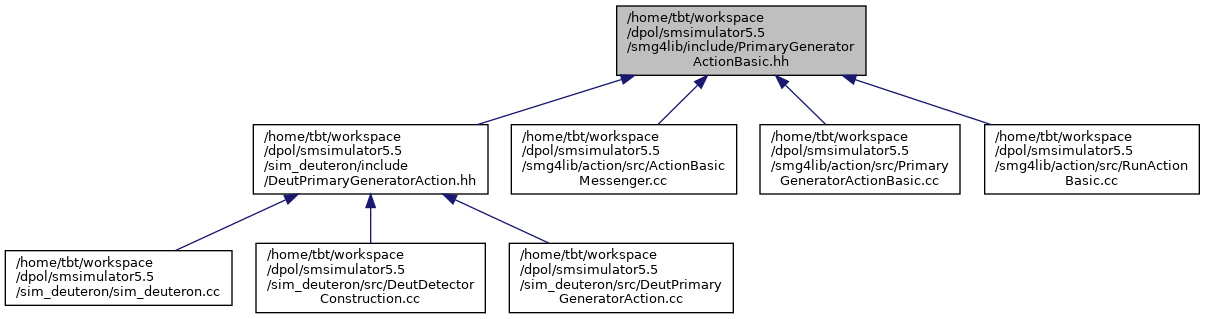 /home/tbt/workspace
/dpol/smsimulator5.5
/smg4lib/include/PrimaryGenerator
ActionBasic.hh
/home/tbt/workspace
/dpol/smsimulator5.5
/sim_deuteron/include
/DeutPrimaryGeneratorAction.hh
/home/tbt/workspace
/dpol/smsimulator5.5
/smg4lib/action/src/ActionBasic
Messenger.cc
/home/tbt/workspace
/dpol/smsimulator5.5
/smg4lib/action/src/Primary
GeneratorActionBasic.cc
/home/tbt/workspace
/dpol/smsimulator5.5
/smg4lib/action/src/RunAction
Basic.cc
/home/tbt/workspace
/dpol/smsimulator5.5
/sim_deuteron/sim_deuteron.cc
/home/tbt/workspace
/dpol/smsimulator5.5
/sim_deuteron/src/DeutDetector
Construction.cc
/home/tbt/workspace
/dpol/smsimulator5.5
/sim_deuteron/src/DeutPrimary
GeneratorAction.cc